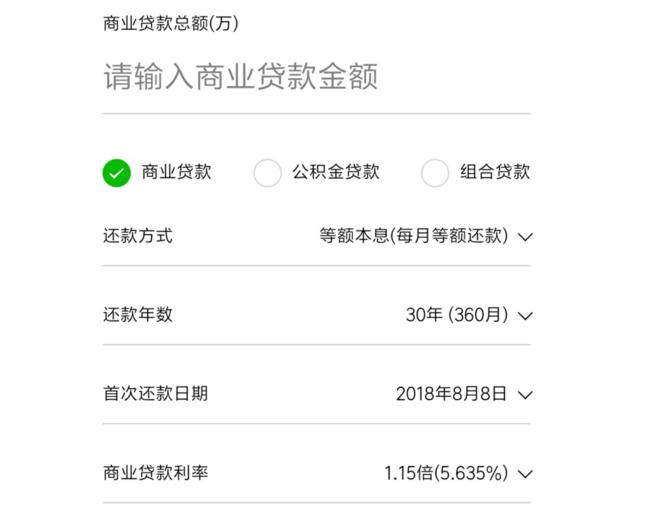 商业贷款总额(万)
请输入商业贷款金额
商业贷款 公积金贷款 组合贷款
还款方式 等额本息(每月等额还款)
还款年数 30年 (360月)
首次还款日期 2018年8月8日
商业贷款利率 1.15倍(5.635%)